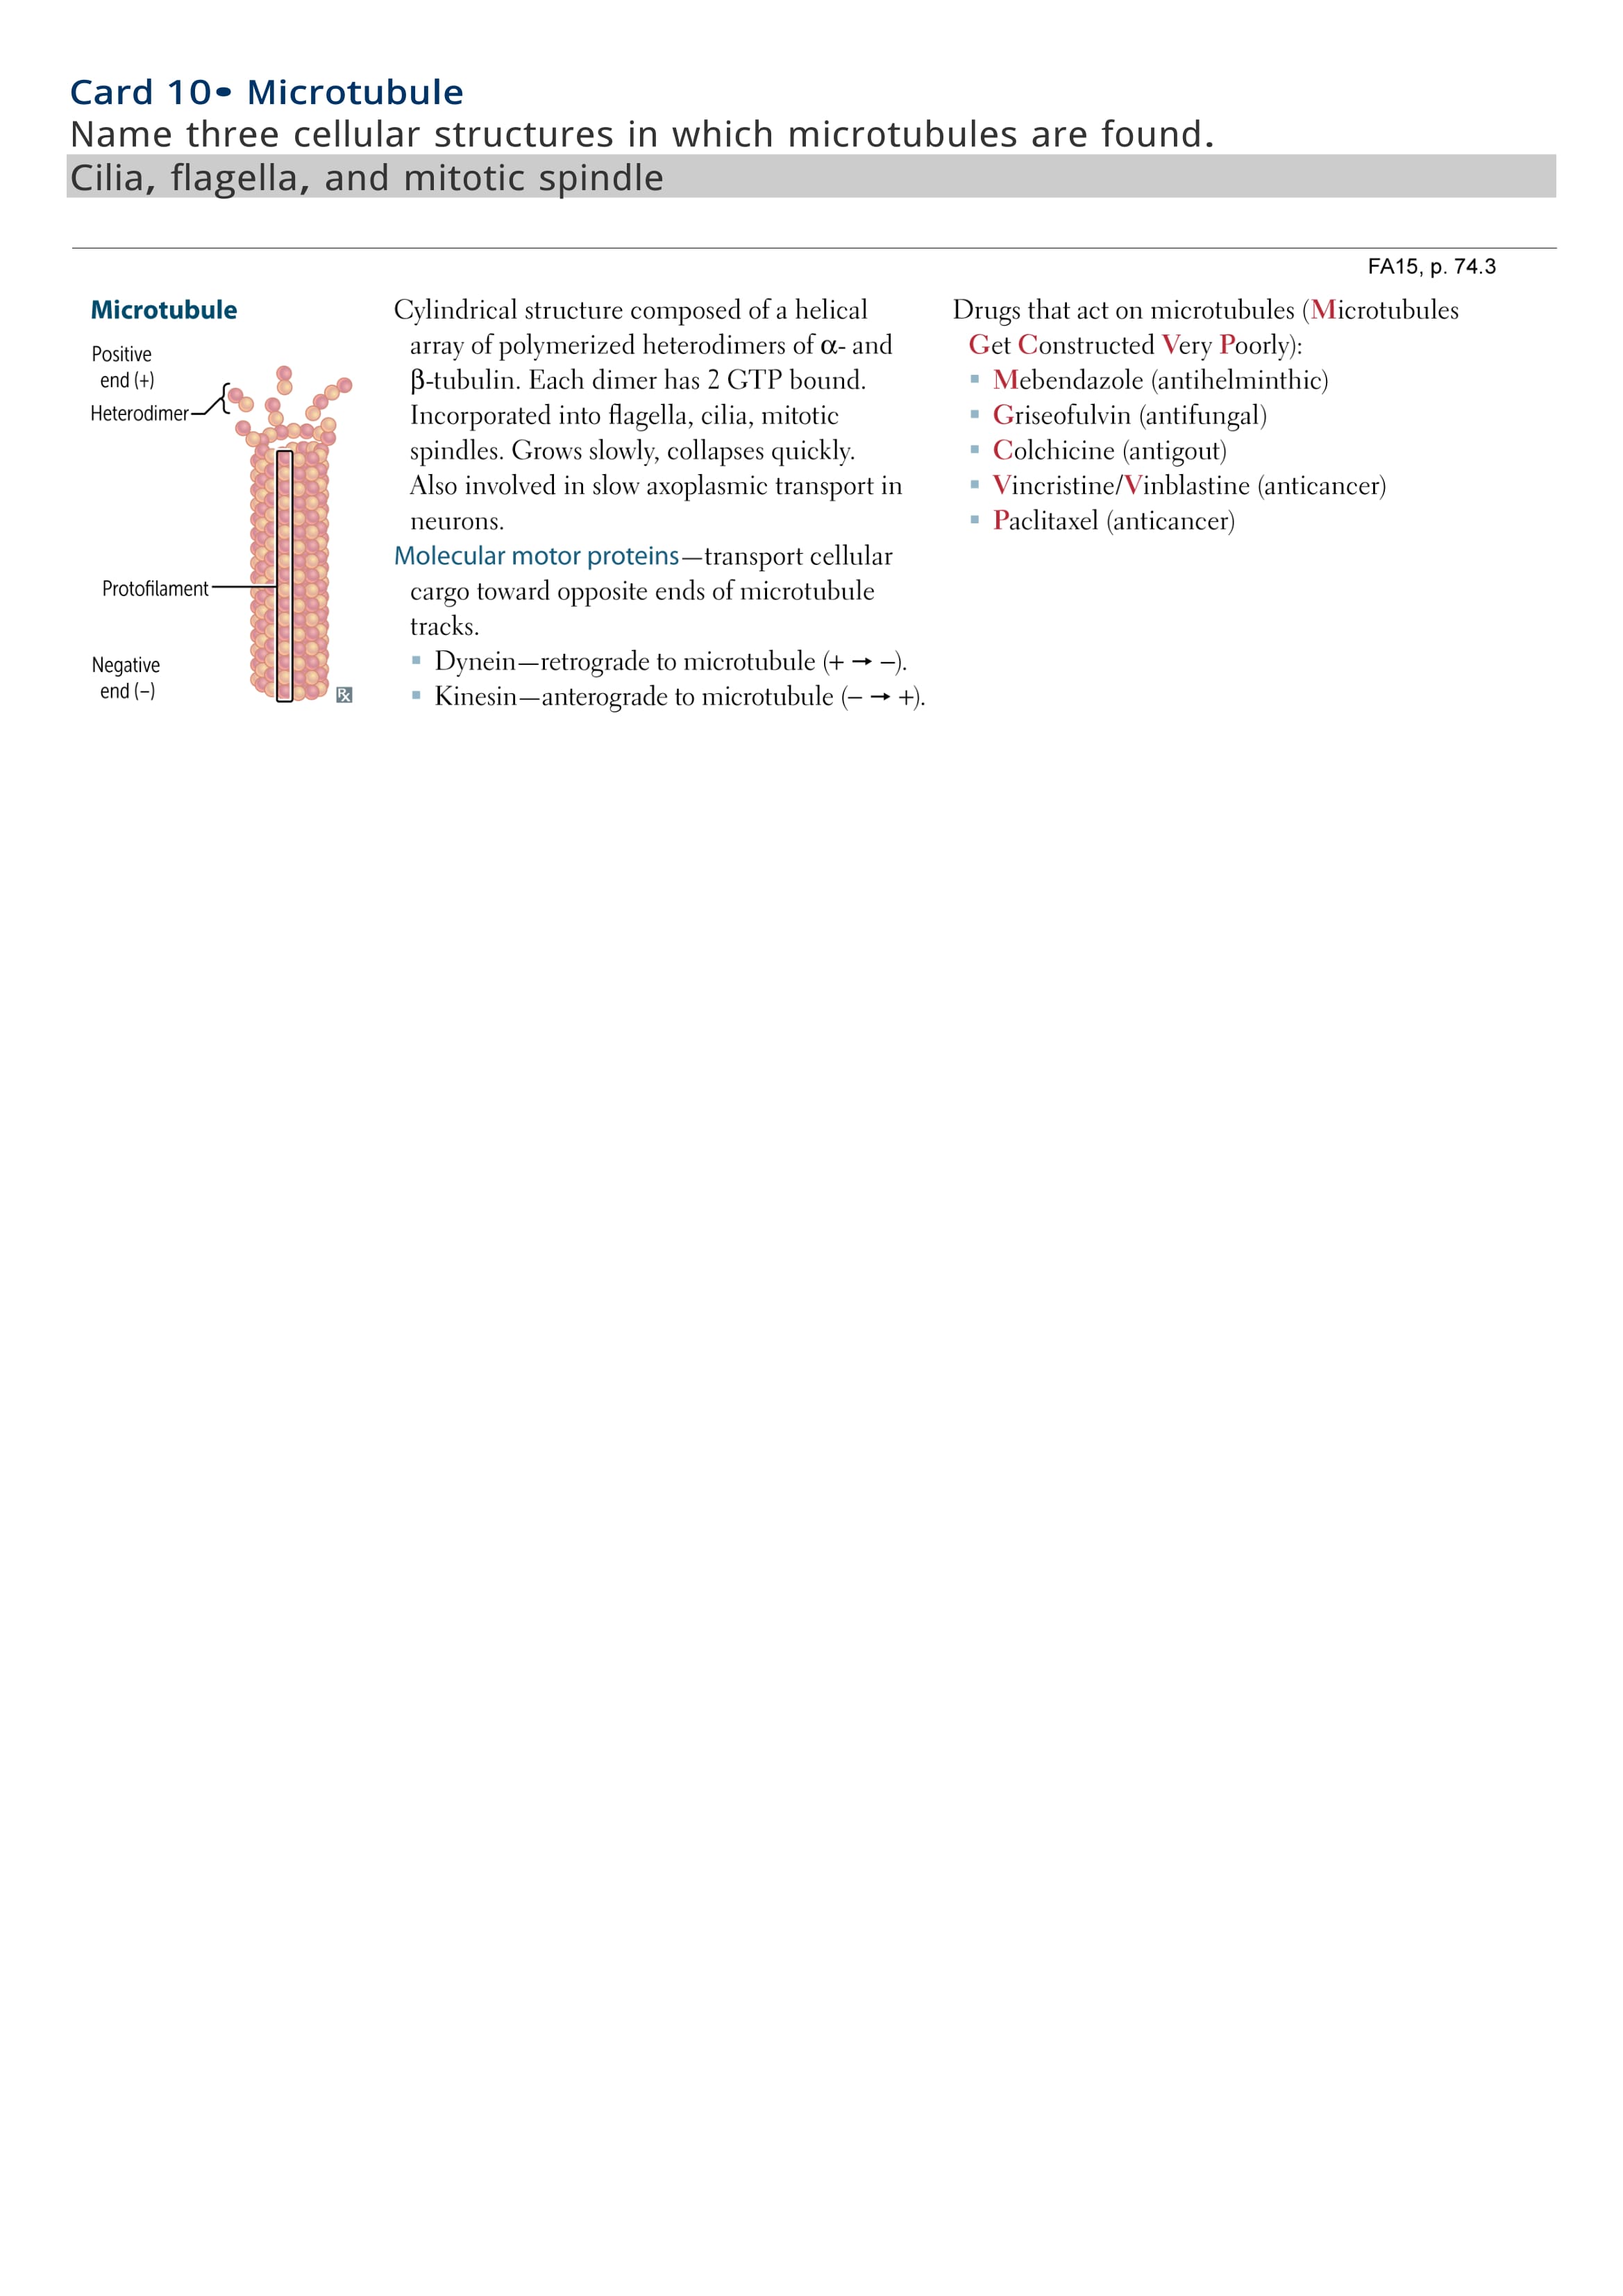 Card 10• Microtubule
Name three cellular structures in which microtubules are found.
Cilia, flagella, and mitotic spindle
FA15, p. 74.3
Microtubule
Positive
end (+)
Heterodimer
Protofilament
Negative
end (–)
Rx
Cylindrical structure composed of a helical
array of polymerized heterodimers of α- and
β-tubulin. Each dimer has 2 GTP bound.
Incorporated into flagella, cilia, mitotic
spindles. Grows slowly, collapses quickly.
Also involved in slow axoplasmic transport in
neurons.
Molecular motor proteins—transport cellular
cargo toward opposite ends of microtubule
tracks.
▪ Dynein—retrograde to microtubule (+ → –).
▪ Kinesin—anterograde to microtubule (– → +).
Drugs that act on microtubules (Microtubules
Get Constructed Very Poorly):
▪ Mebendazole (antihelminthic)
▪ Griseofulvin (antifungal)
▪ Colchicine (antigout)
▪ Vincristine/Vinblastine (anticancer)
▪ Paclitaxel (anticancer)